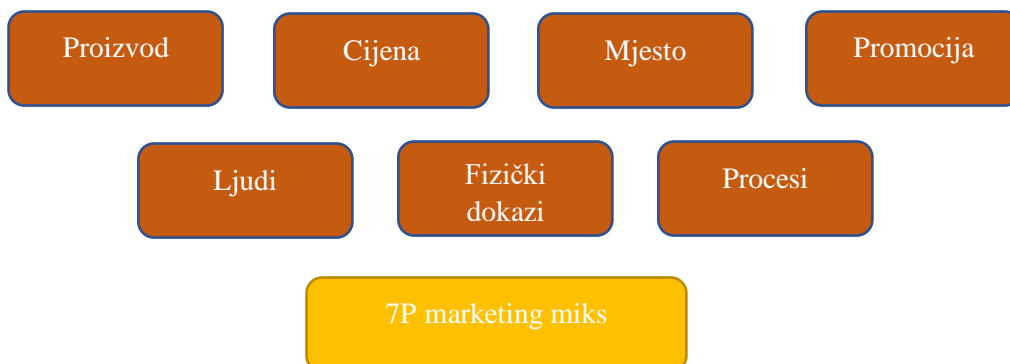 Proizvod
Cijena
Mjesto
Promocija
Ljudi
Fizički
dokazi
Procesi
7P marketing miks